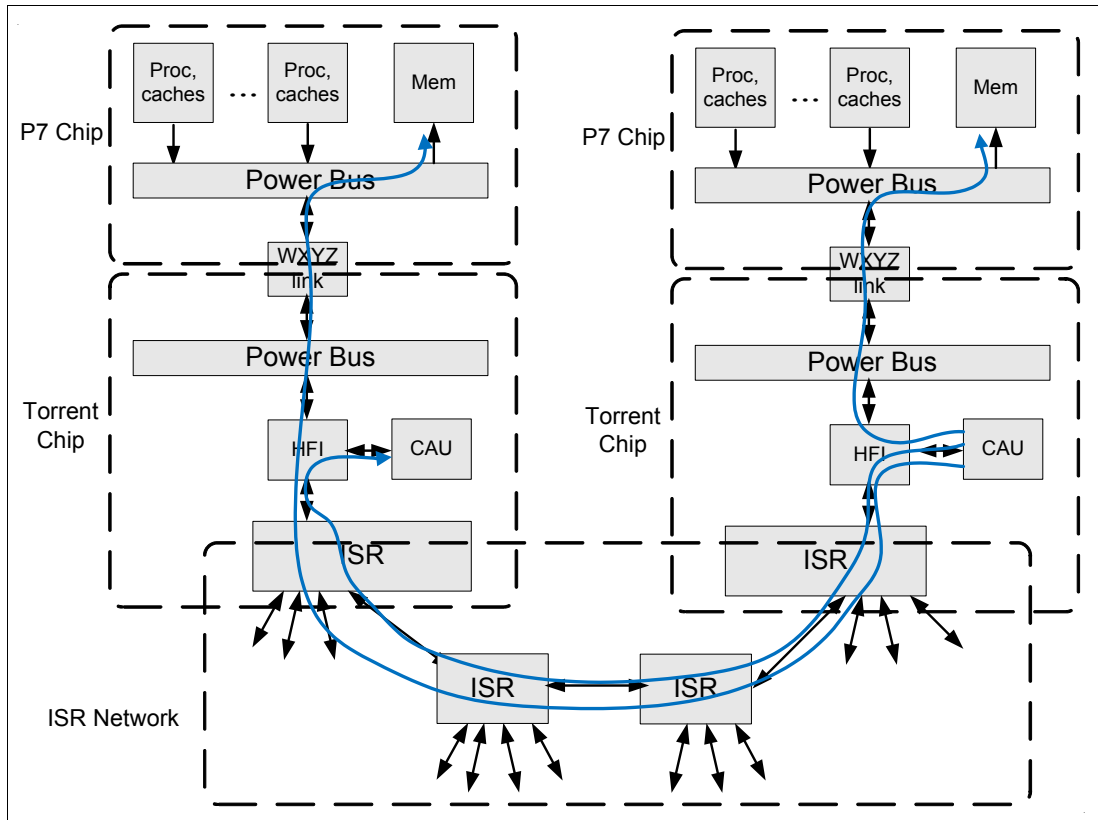 Proc,
caches
...
Proc,
caches
Mem
P7 Chip
Power Bus
WXYZ
link
Power Bus
Torrent
Chip
HFI
CAU
ISR
Proc,
caches
...
Proc,
caches
Mem
P7 Chip
Power Bus
WXYZ
link
Power Bus
Torrent
Chip
HFI
CAU
ISR
ISR
ISR
ISR Network